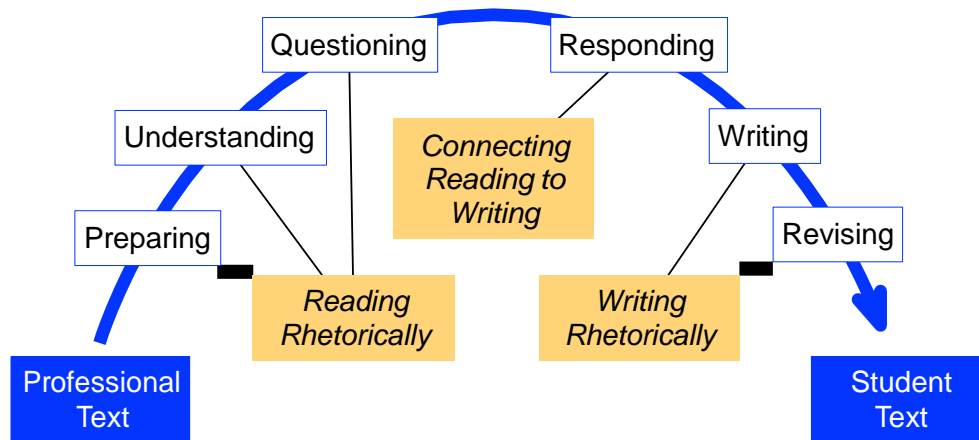 Questioning
Responding
Understanding
Connecting
Reading to
Writing
Writing
Preparing
Revising
Reading
Rhetorically
Writing
Rhetorically
Professional
Text
Student
Text